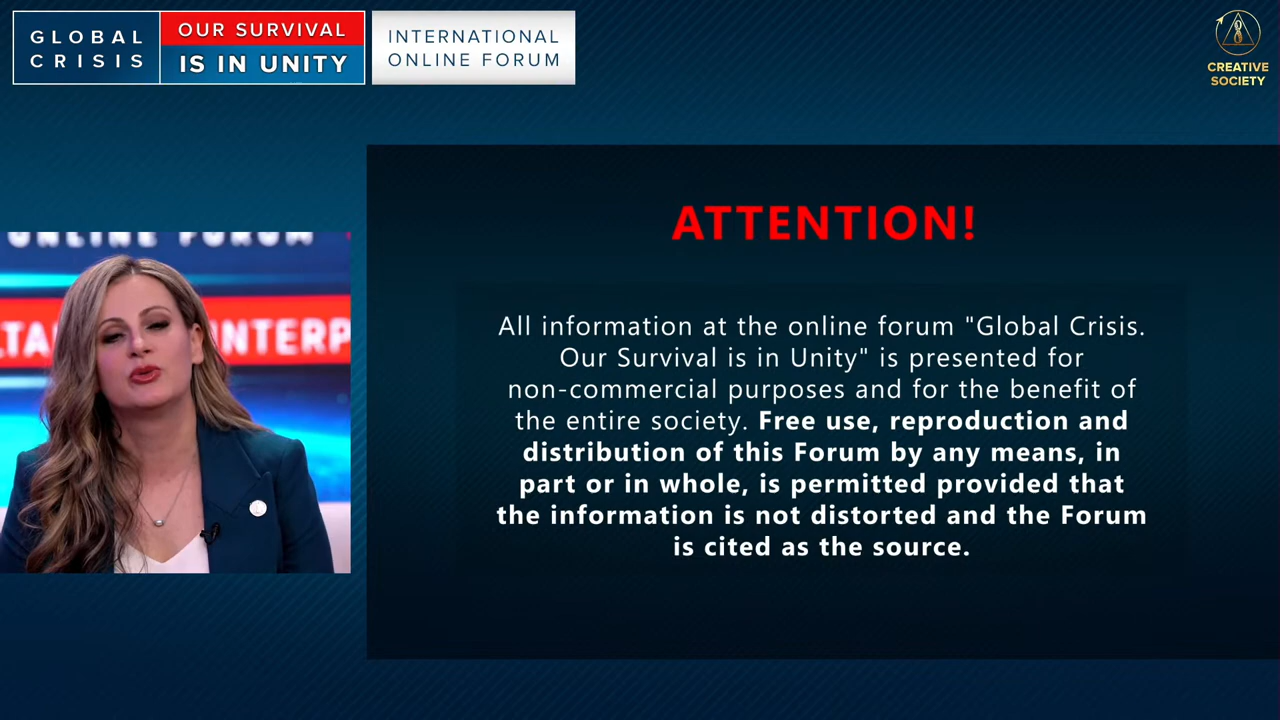 GLOBAL
CRISIS
OUR SURVIVAL
IS IN UNITY
INTERNATIONAL
ONLINE FORUM
CREATIVE
SOCIETY
ATTENTION!
All information at the online forum "Global Crisis.
Our Survival is in Unity" is presented for
non-commercial purposes and for the benefit of
the entire society. Free use, reproduction and
distribution of this Forum by any means, in
part or in whole, is permitted provided that
the information is not distorted and the Forum
is cited as the source.
ONLINE FORUM